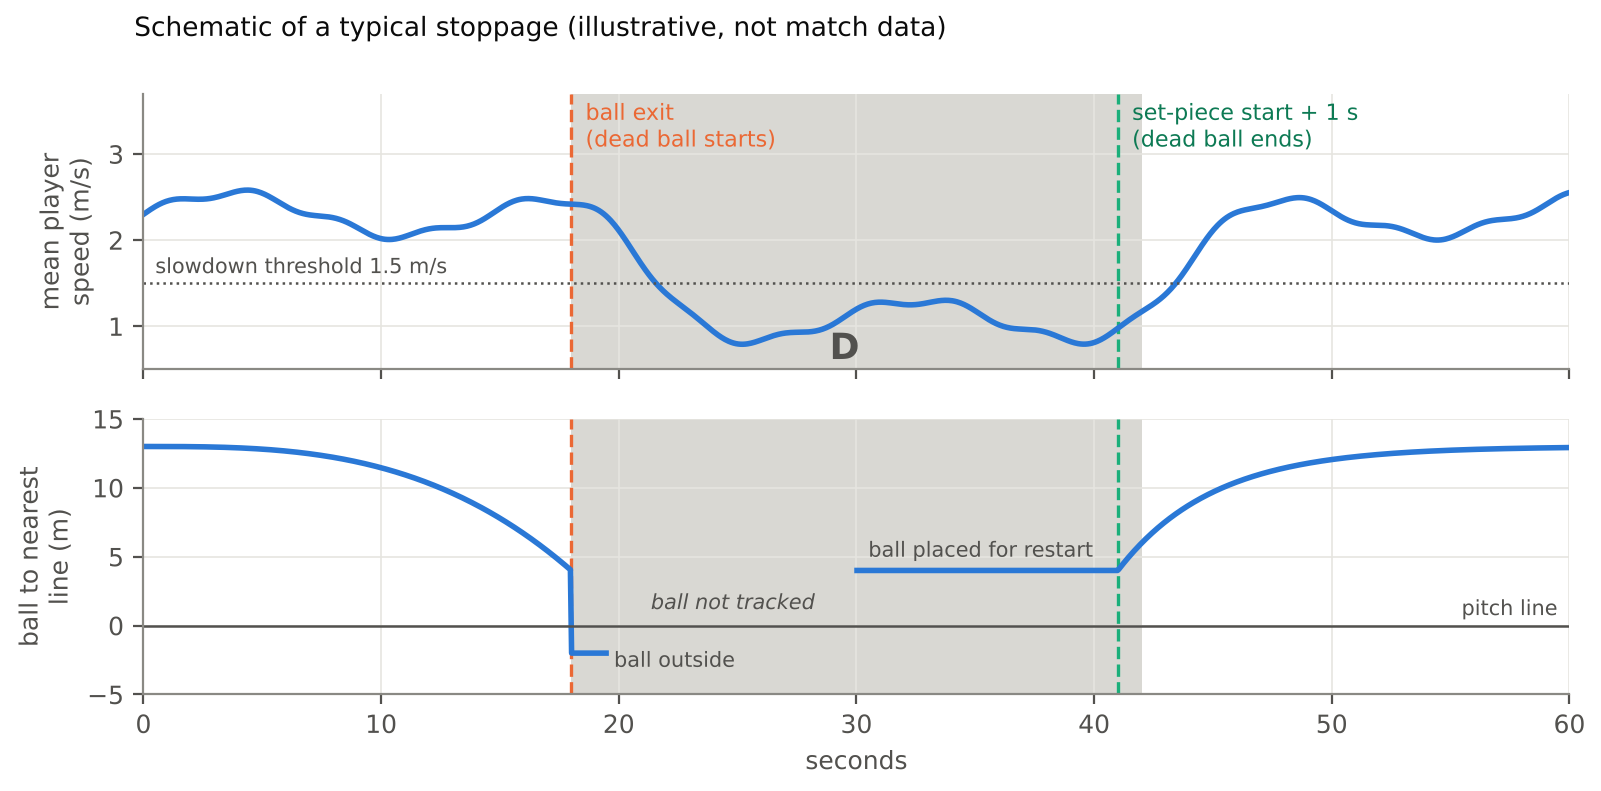 Schematic of a typical stoppage (illustrative, not match data)
ball exit
(dead ball starts)
set-piece start + 1 s
(dead ball ends)
mean player
speed (m/s)
3
2
1
slowdown threshold 1.5 m/s
D
ball to nearest
line (m)
15
10
5
0
−5
ball placed for restart
ball not tracked
pitch line
ball outside
0 10 20 30 40 50 60
seconds